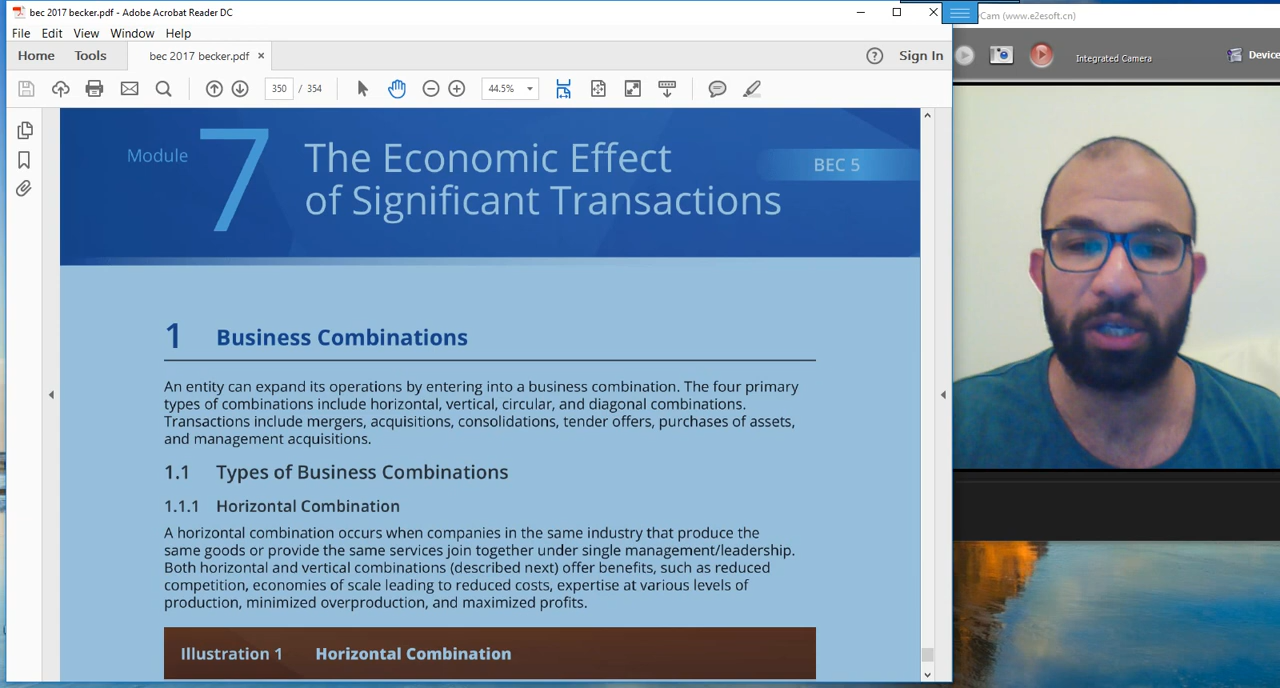 bec 2017 becker.pdf - Adobe Acrobat Reader DC
Cam (www.e2esoft.cn)
File Edit View Window Help
Home Tools bec 2017 becker.pdf × Sign In
Integrated Camera
Device
350 / 354
44.5%
Module 7
The Economic Effect
of Significant Transactions
BEC 5
1 Business Combinations
An entity can expand its operations by entering into a business combination. The four primary
types of combinations include horizontal, vertical, circular, and diagonal combinations.
Transactions include mergers, acquisitions, consolidations, tender offers, purchases of assets,
and management acquisitions.
1.1 Types of Business Combinations
1.1.1 Horizontal Combination
A horizontal combination occurs when companies in the same industry that produce the
same goods or provide the same services join together under single management/leadership.
Both horizontal and vertical combinations (described next) offer benefits, such as reduced
competition, economies of scale leading to reduced costs, expertise at various levels of
production, minimized overproduction, and maximized profits.
Illustration 1 Horizontal Combination